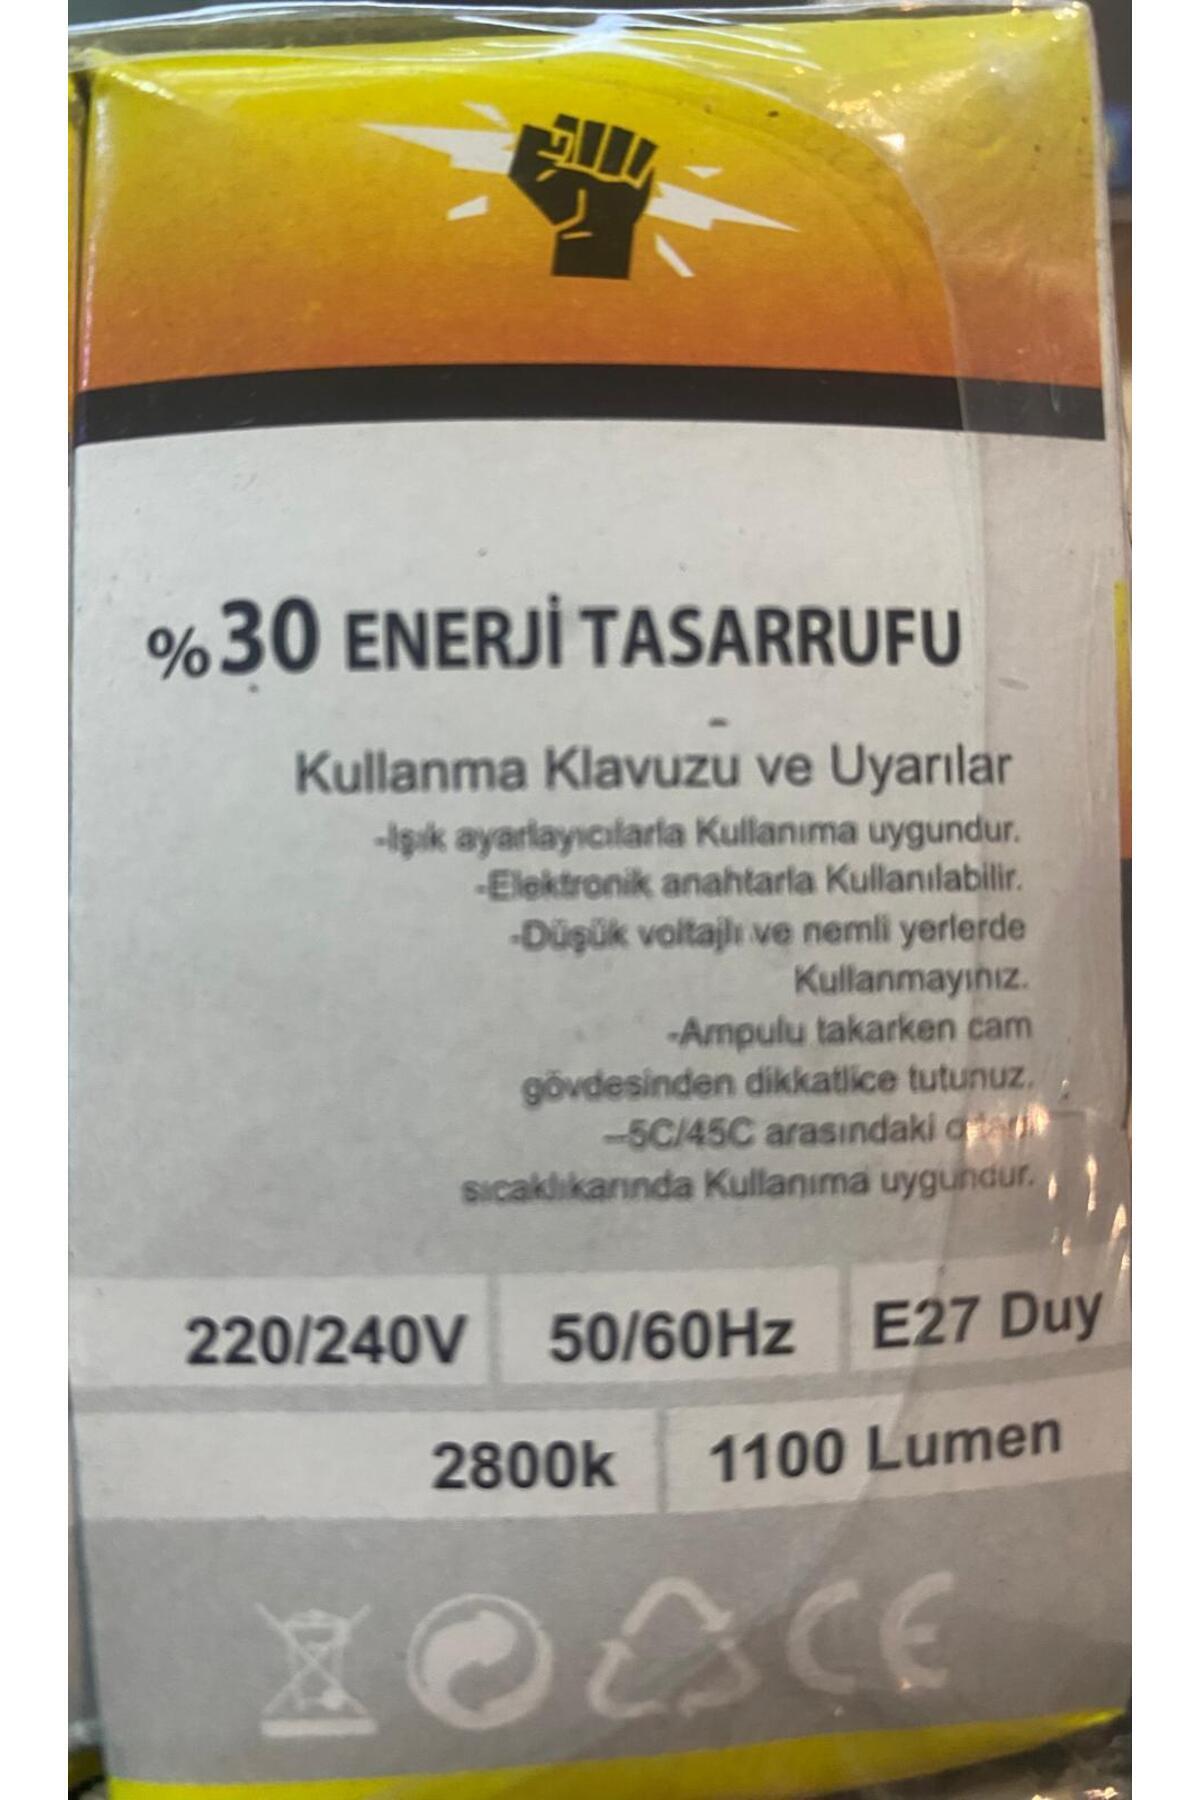 %30 ENERJİ TASARRUFU
Kullanma Klavuzu ve Uyarılar
-Işık ayarlayıcılarla Kullanıma uygundur.
-Elektronik anahtarla Kullanılabilir.
-Düşük voltajlı ve nemli yerlerde
Kullanmayınız.
-Ampulu takarken cam
gövdesinden dikkatlice tutunuz.
–5C/45C arasındaki
sıcaklıkarında Kullanıma uygundur.
220/240V 50/60Hz E27 Duy
2800k 1100 Lumen
CE